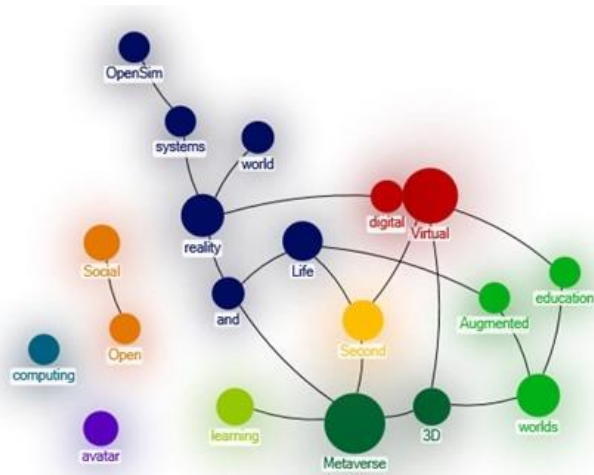 OpenSim
systems
world
digital
Virtual
reality
Social
Life
education
and
Augmented
Second
Open
computing
worlds
learning
3D
avatar
Metaverse